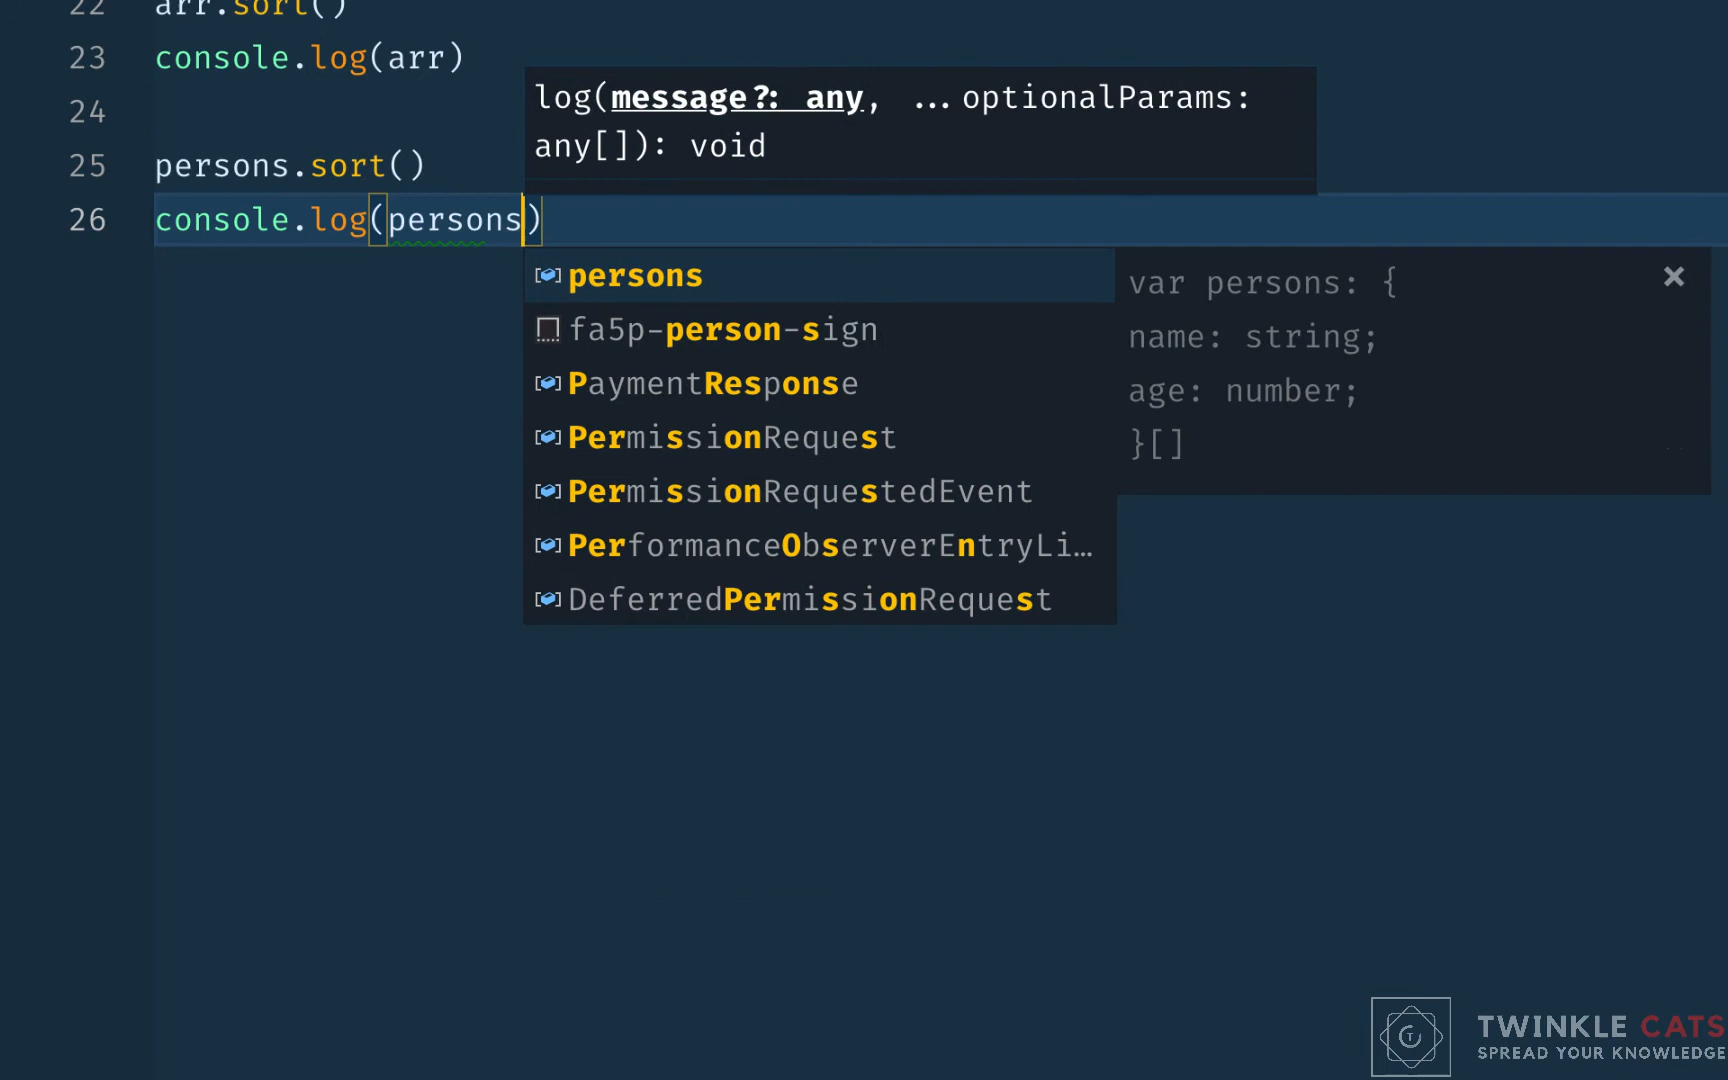 22 arr.sort()
23 console.log(arr)
24
25 persons.sort()
26 console.log(persons)
log(message?: any, ...optionalParams:
any[]): void
persons
fa5p-person-sign
PaymentResponse
PermissionRequest
PermissionRequestedEvent
PerformanceObserverEntryLi…
DeferredPermissionRequest
var persons: {
name: string;
age: number;
}[]
TWINKLE CATS
SPREAD YOUR KNOWLEDGE